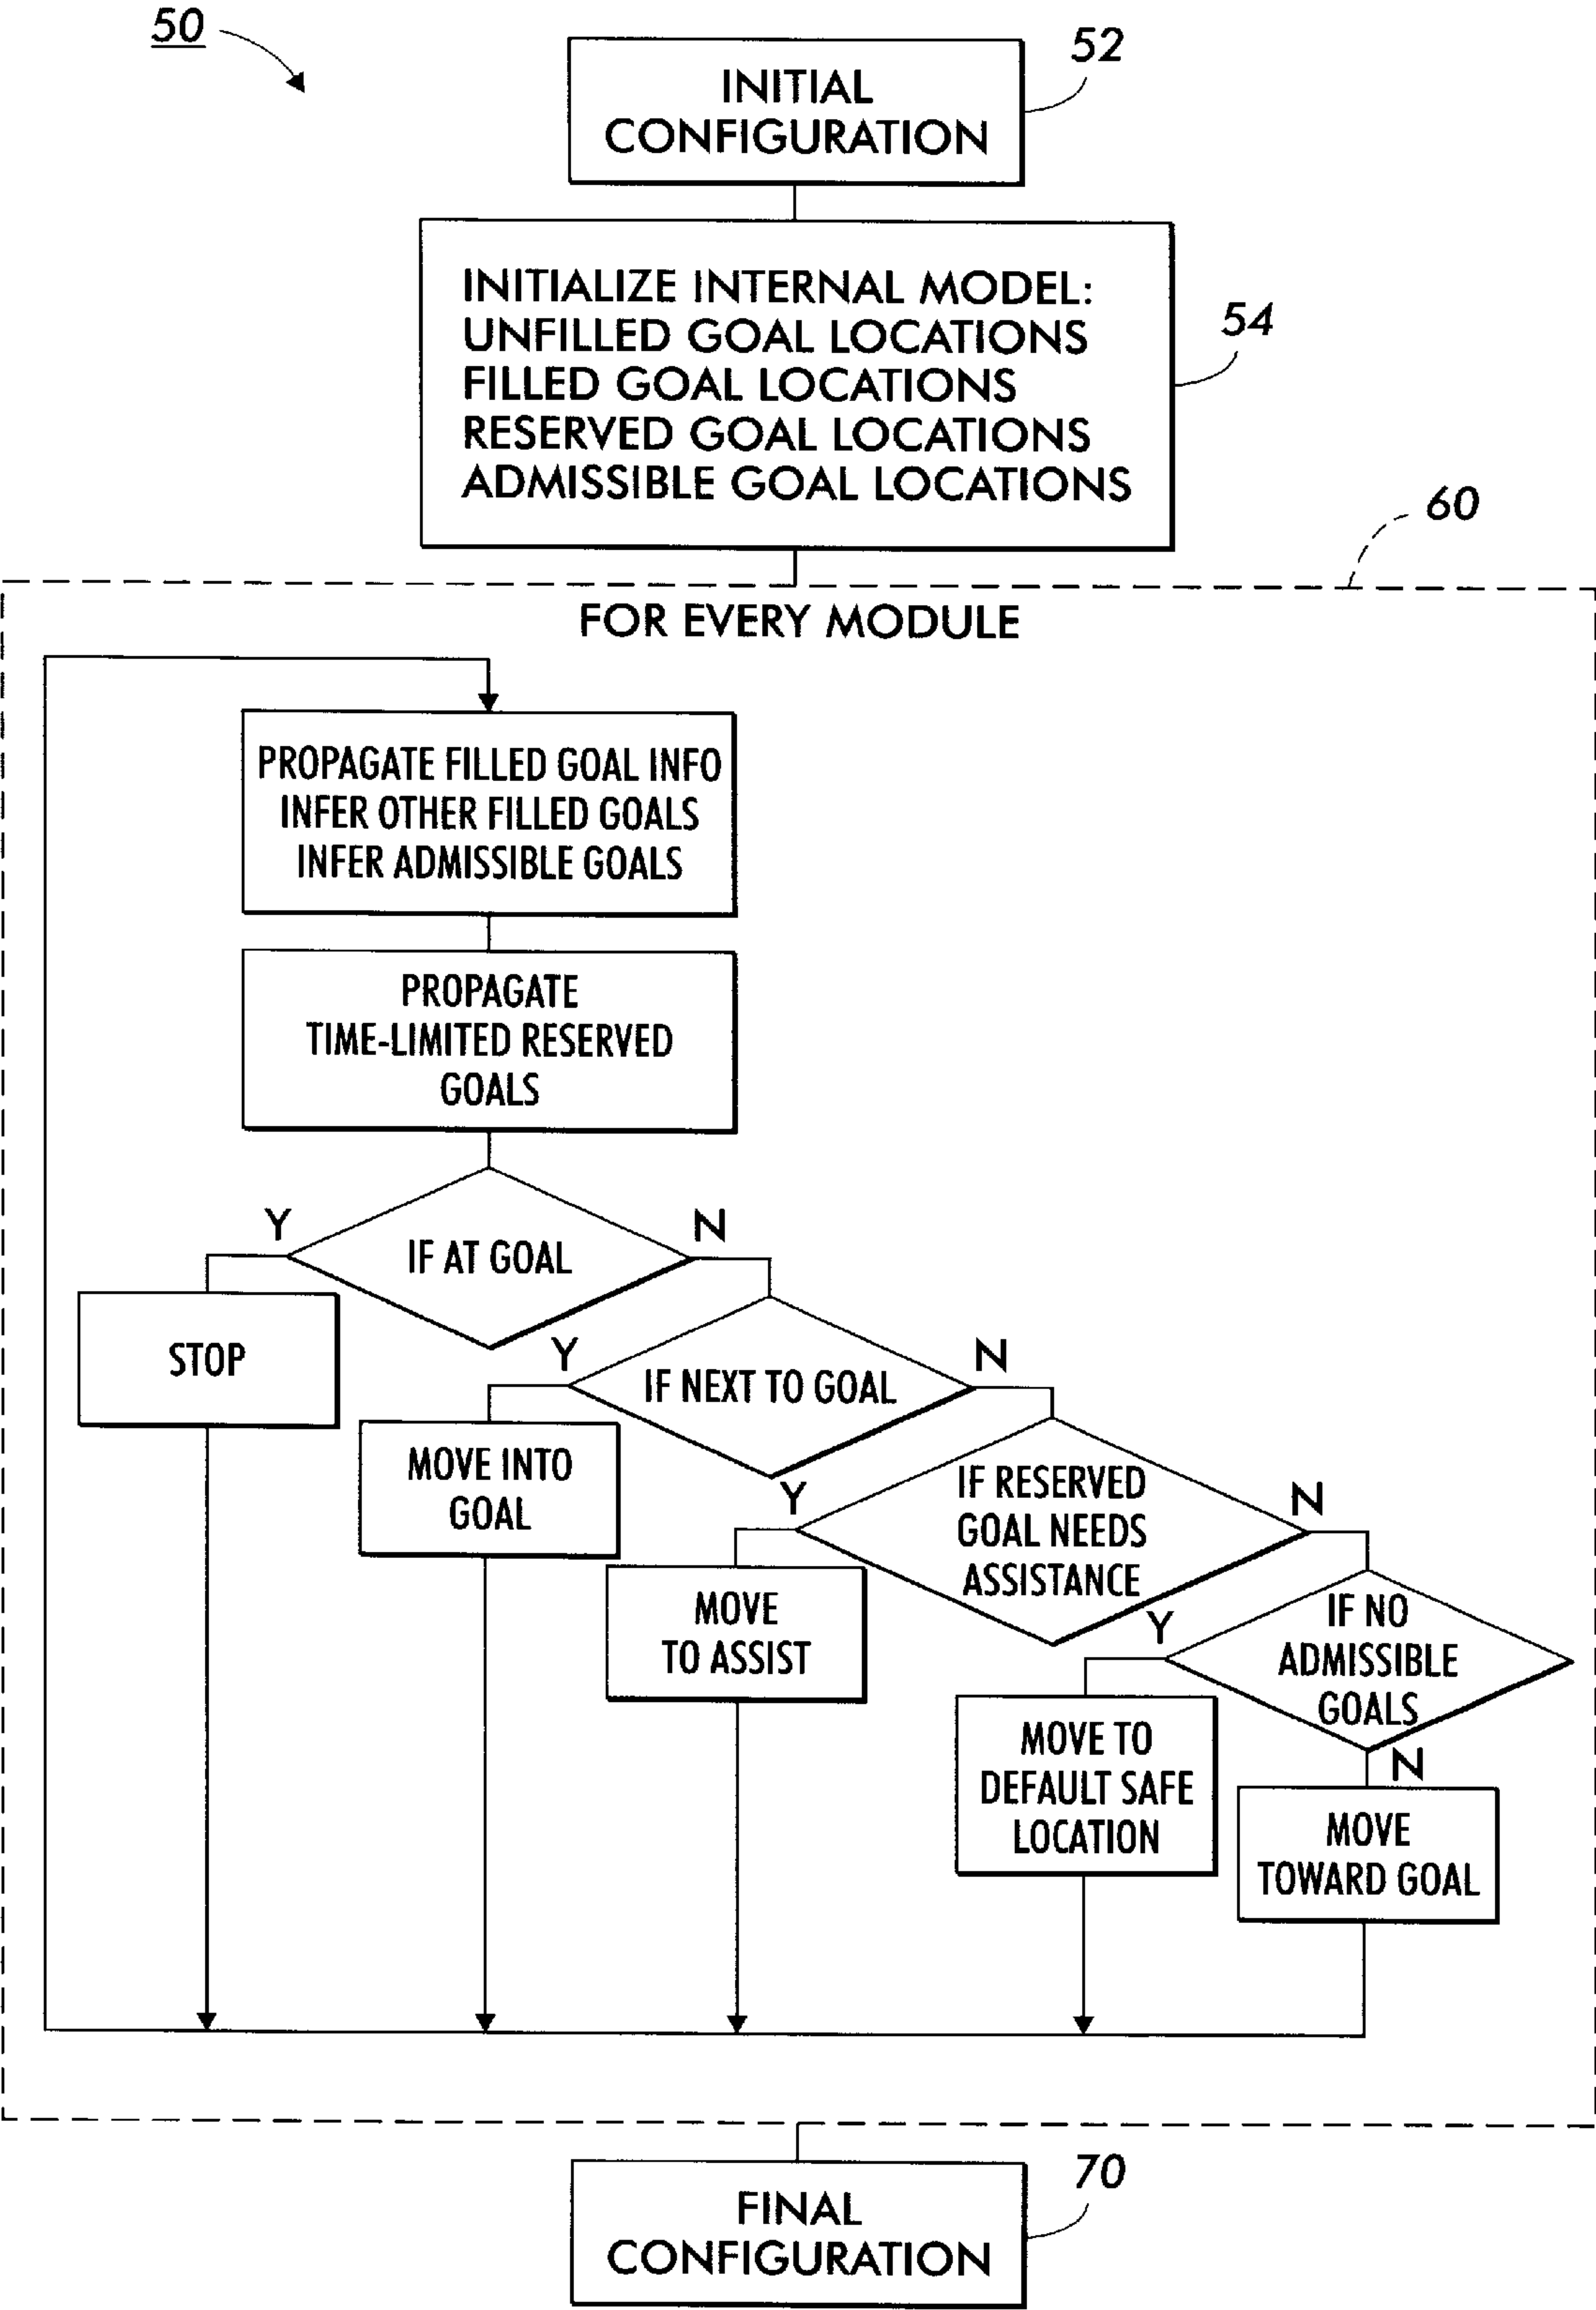 50
52
INITIAL
CONFIGURATION
INITIALIZE INTERNAL MODEL:
UNFILLED GOAL LOCATIONS
FILLED GOAL LOCATIONS
RESERVED GOAL LOCATIONS
ADMISSIBLE GOAL LOCATIONS
54
60
FOR EVERY MODULE
PROPAGATE FILLED GOAL INFO
INFER OTHER FILLED GOALS
INFER ADMISSIBLE GOALS
PROPAGATE
TIME-LIMITED RESERVED
GOALS
Y
IF AT GOAL
N
STOP
Y
IF NEXT TO GOAL
N
MOVE INTO
GOAL
Y
IF RESERVED
GOAL NEEDS
ASSISTANCE
N
MOVE
TO ASSIST
Y
IF NO
ADMISSIBLE
GOALS
N
MOVE TO
DEFAULT SAFE
LOCATION
MOVE
TOWARD GOAL
70
FINAL
CONFIGURATION